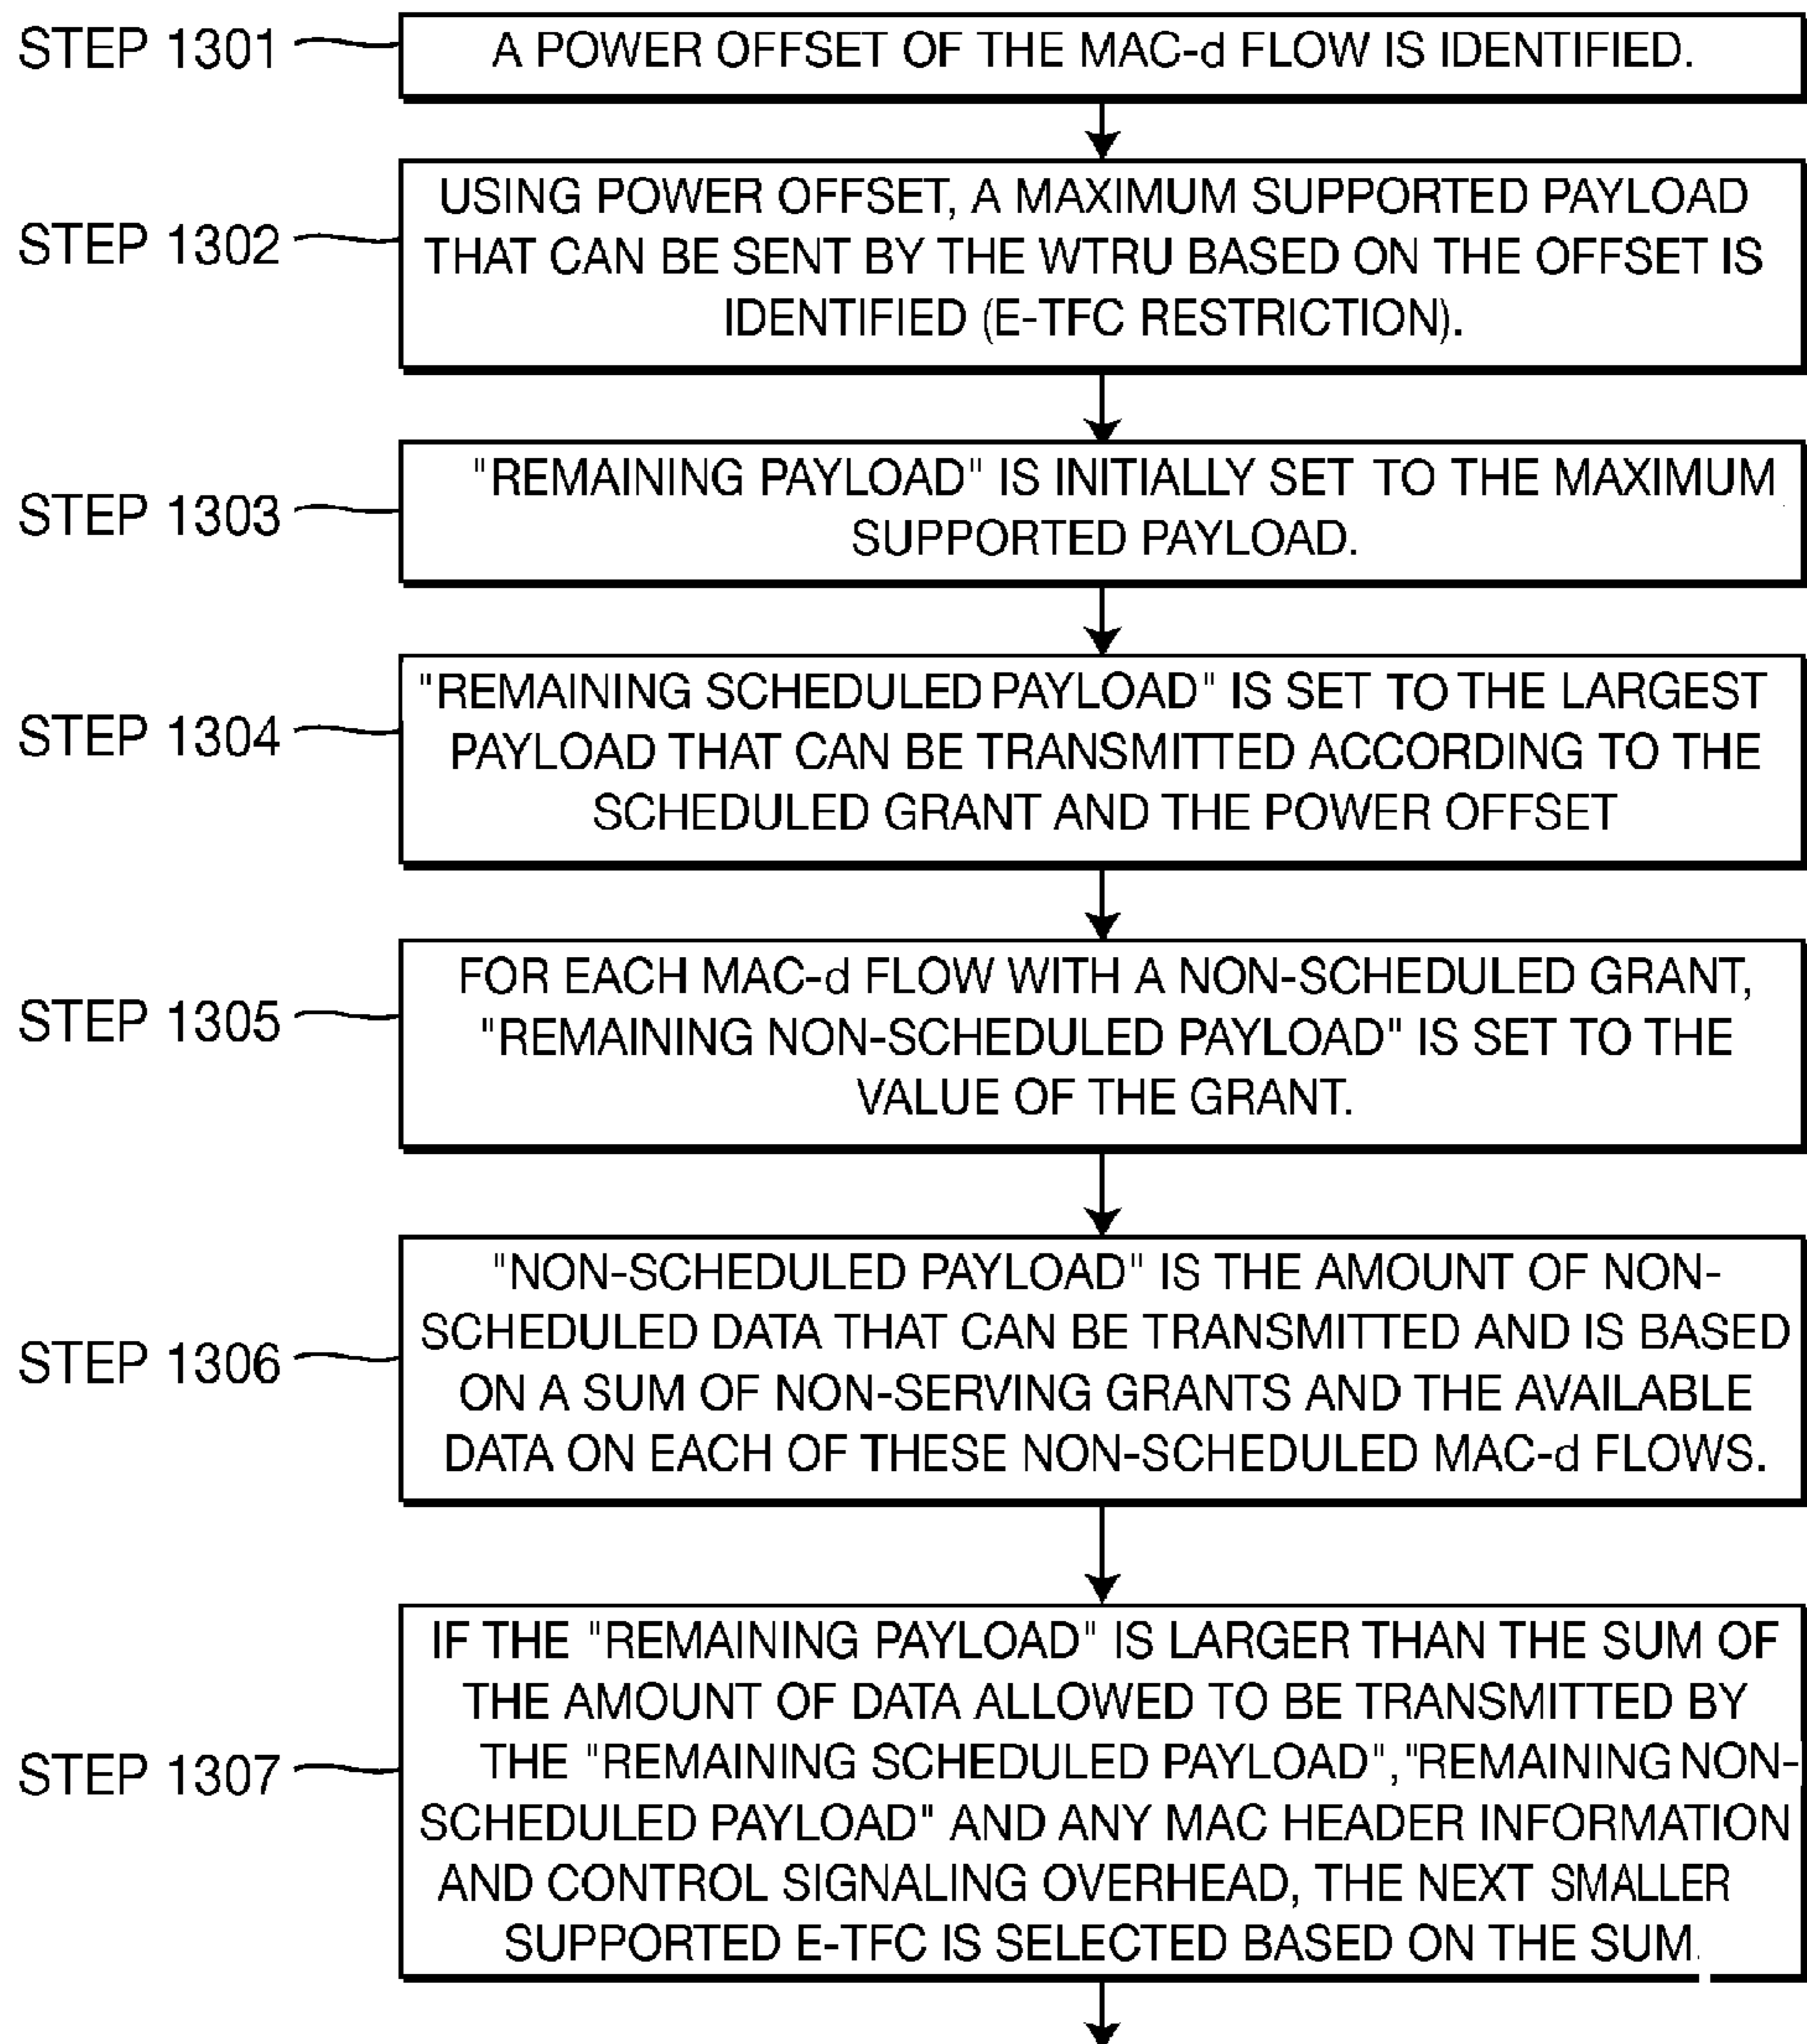 STEP 1301
A POWER OFFSET OF THE MAC-d FLOW IS IDENTIFIED.
STEP 1302
USING POWER OFFSET, A MAXIMUM SUPPORTED PAYLOAD
THAT CAN BE SENT BY THE WTRU BASED ON THE OFFSET IS
IDENTIFIED (E-TFC RESTRICTION).
STEP 1303
"REMAINING PAYLOAD" IS INITIALLY SET TO THE MAXIMUM
SUPPORTED PAYLOAD.
STEP 1304
"REMAINING SCHEDULED PAYLOAD" IS SET TO THE LARGEST
PAYLOAD THAT CAN BE TRANSMITTED ACCORDING TO THE
SCHEDULED GRANT AND THE POWER OFFSET
STEP 1305
FOR EACH MAC-d FLOW WITH A NON-SCHEDULED GRANT,
"REMAINING NON-SCHEDULED PAYLOAD" IS SET TO THE
VALUE OF THE GRANT.
STEP 1306
"NON-SCHEDULED PAYLOAD" IS THE AMOUNT OF NON-
SCHEDULED DATA THAT CAN BE TRANSMITTED AND IS BASED
ON A SUM OF NON-SERVING GRANTS AND THE AVAILABLE
DATA ON EACH OF THESE NON-SCHEDULED MAC-d FLOWS.
STEP 1307
IF THE "REMAINING PAYLOAD" IS LARGER THAN THE SUM OF
THE AMOUNT OF DATA ALLOWED TO BE TRANSMITTED BY
THE "REMAINING SCHEDULED PAYLOAD", "REMAINING NON-
SCHEDULED PAYLOAD" AND ANY MAC HEADER INFORMATION
AND CONTROL SIGNALING OVERHEAD, THE NEXT SMALLER
SUPPORTED E-TFC IS SELECTED BASED ON THE SUM.